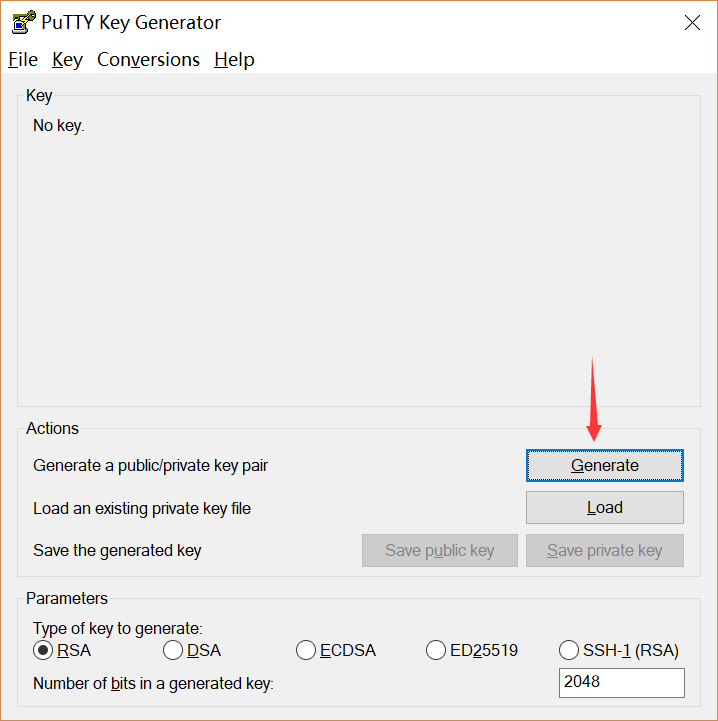 PuTTY Key Generator
File Key Conversions Help
Key
No key.
Actions
Generate a public/private key pair
Generate
Load an existing private key file
Load
Save the generated key
Save public key
Save private key
Parameters
Type of key to generate:
RSA DSA ECDSA ED25519 SSH-1 (RSA)
Number of bits in a generated key:
2048